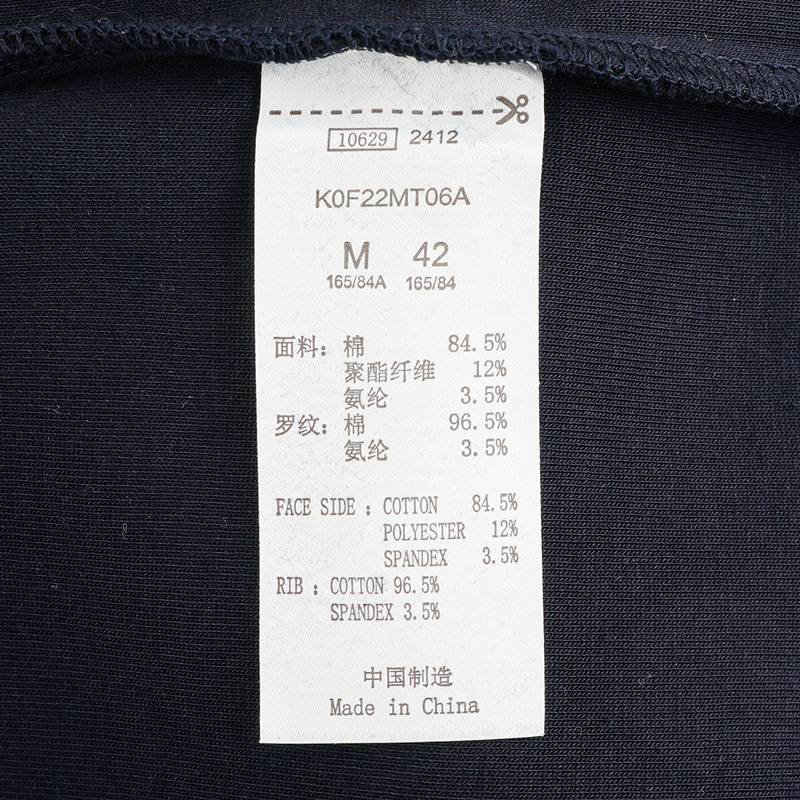 10629 2412
K0F22MT06A
M 42
165/84A 165/84
面料: 棉 84.5%
聚酯纤维 12%
氨纶 3.5%
罗纹: 棉 96.5%
氨纶 3.5%
FACE SIDE : COTTON 84.5%
POLYESTER 12%
SPANDEX 3.5%
RIB : COTTON 96.5%
SPANDEX 3.5%
中国制造
Made in China